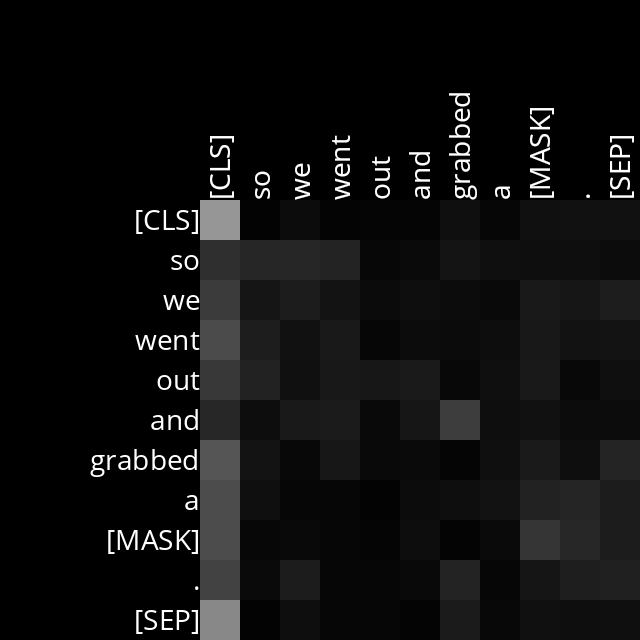 [CLS] so we went out and grabbed a [MASK] . [SEP]
[CLS]
so
we
went
out
and
grabbed
a
[MASK]
.
[SEP]